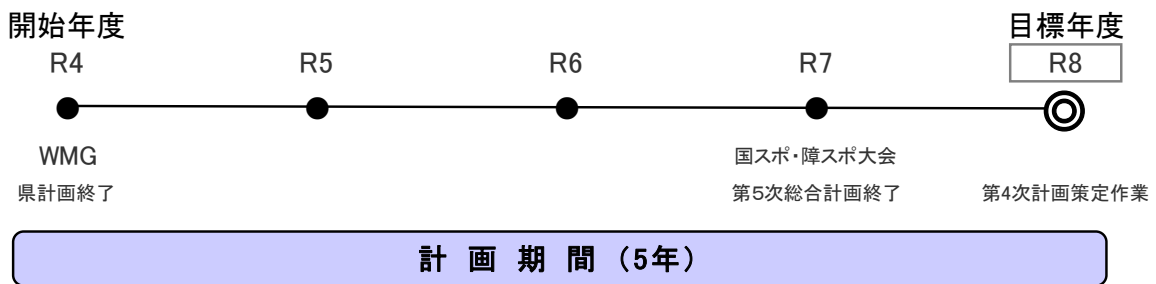 開始年度 目標年度
R4 R5 R6 R7 R8
WMG 国スポ・障スポ大会
県計画終了 第5次総合計画終了 第4次計画策定作業
計 画 期 間 （5年）